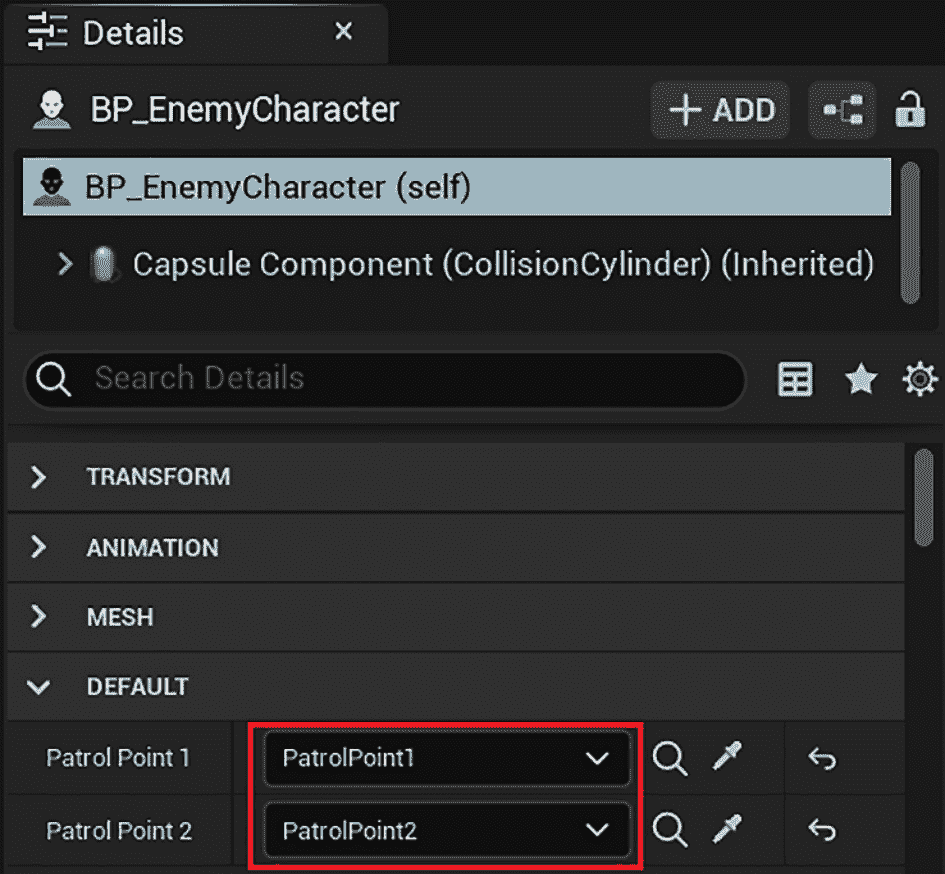 Details
BP_EnemyCharacter
ADD
BP_EnemyCharacter (self)
Capsule Component (CollisionCylinder) (Inherited)
Search Details
TRANSFORM
ANIMATION
MESH
DEFAULT
Patrol Point 1 PatrolPoint1
Patrol Point 2 PatrolPoint2